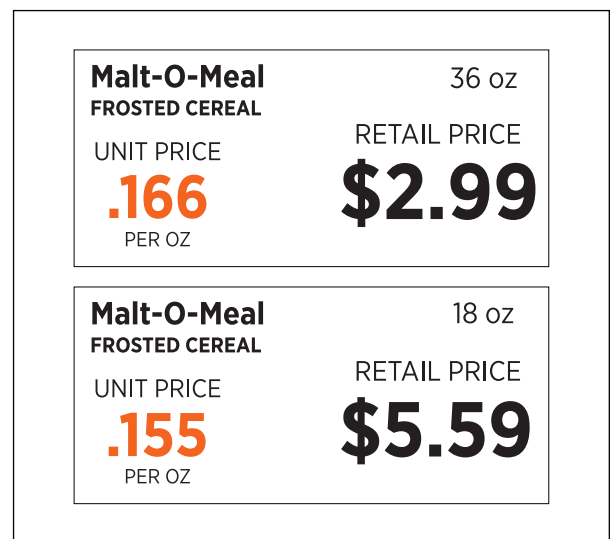 Malt-O-Meal 36 oz
FROSTED CEREAL
UNIT PRICE RETAIL PRICE
.166 $2.99
PER OZ
Malt-O-Meal 18 oz
FROSTED CEREAL
UNIT PRICE RETAIL PRICE
.155 $5.59
PER OZ